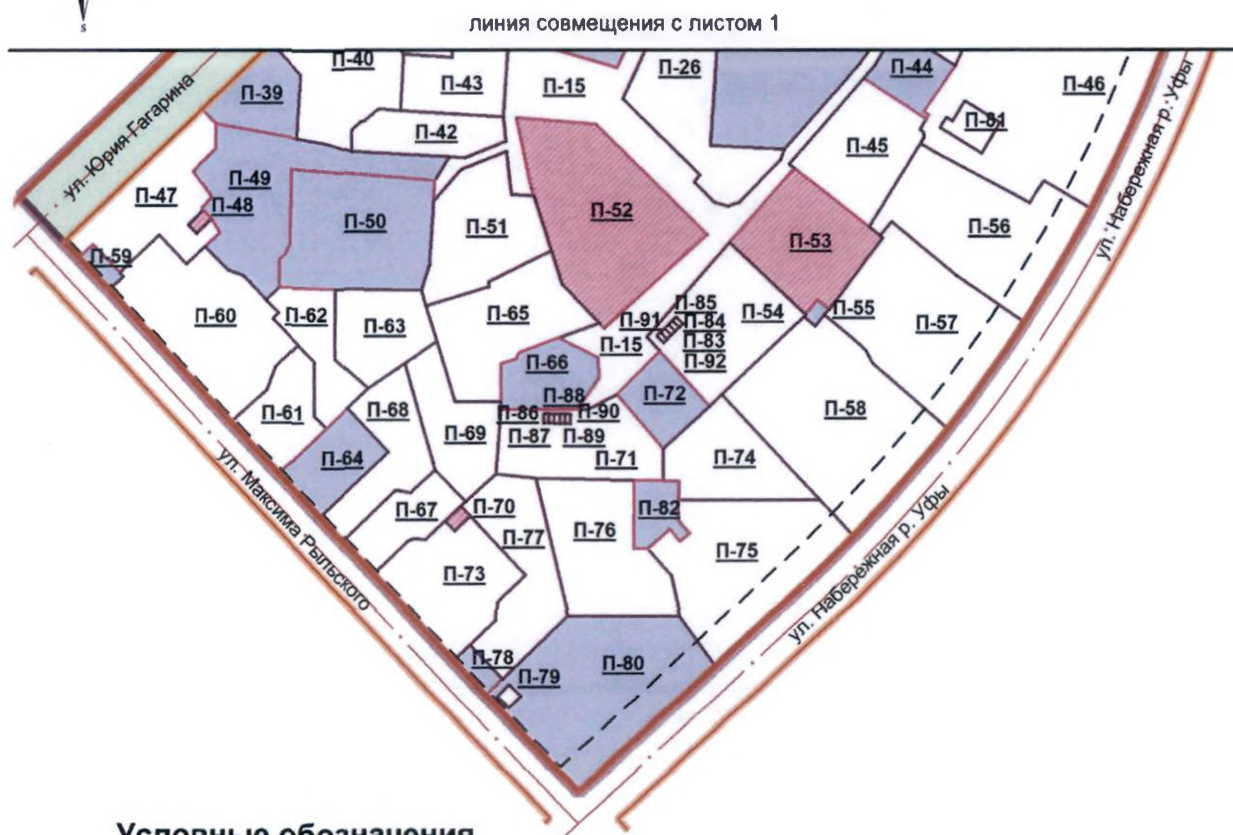 s
линия совмещения с листом 1
П-40
П-43
П-15
П-26
П-44
П-46
П-39
П-42
П-81
П-45
ул. Юрия Гагарина
ул. Набережная р. Уфы
П-47
П-49
П-48
П-50
П-51
П-52
П-53
П-56
П-59
П-60
П-62
П-63
П-65
П-91
П-85
П-84
П-83
П-92
П-15
П-54
П-55
П-57
П-66
П-88
П-72
П-58
П-61
П-68
П-86
П-90
П-87
П-89
П-69
П-71
П-74
П-64
ул. Максима Рыльского
П-67
П-70
П-77
П-76
П-82
П-75
П-73
ул. Набережная р. Уфы
П-78
П-79
П-80
Условные обозначения